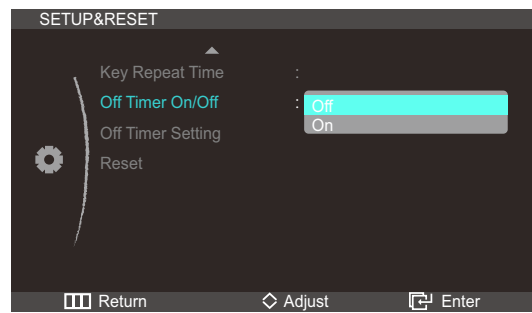 SETUP&RESET
Key Repeat Time :
Off Timer On/Off : Off
On
Off Timer Setting
Reset
Return Adjust Enter